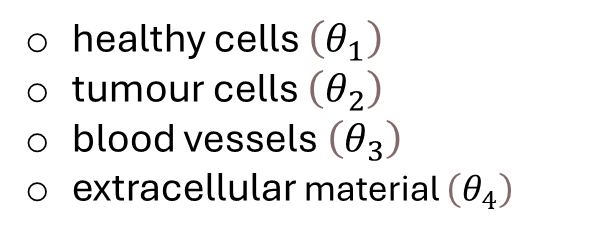 ○ healthy cells (θ₁)
○ tumour cells (θ₂)
○ blood vessels (θ₃)
○ extracellular material (θ₄)